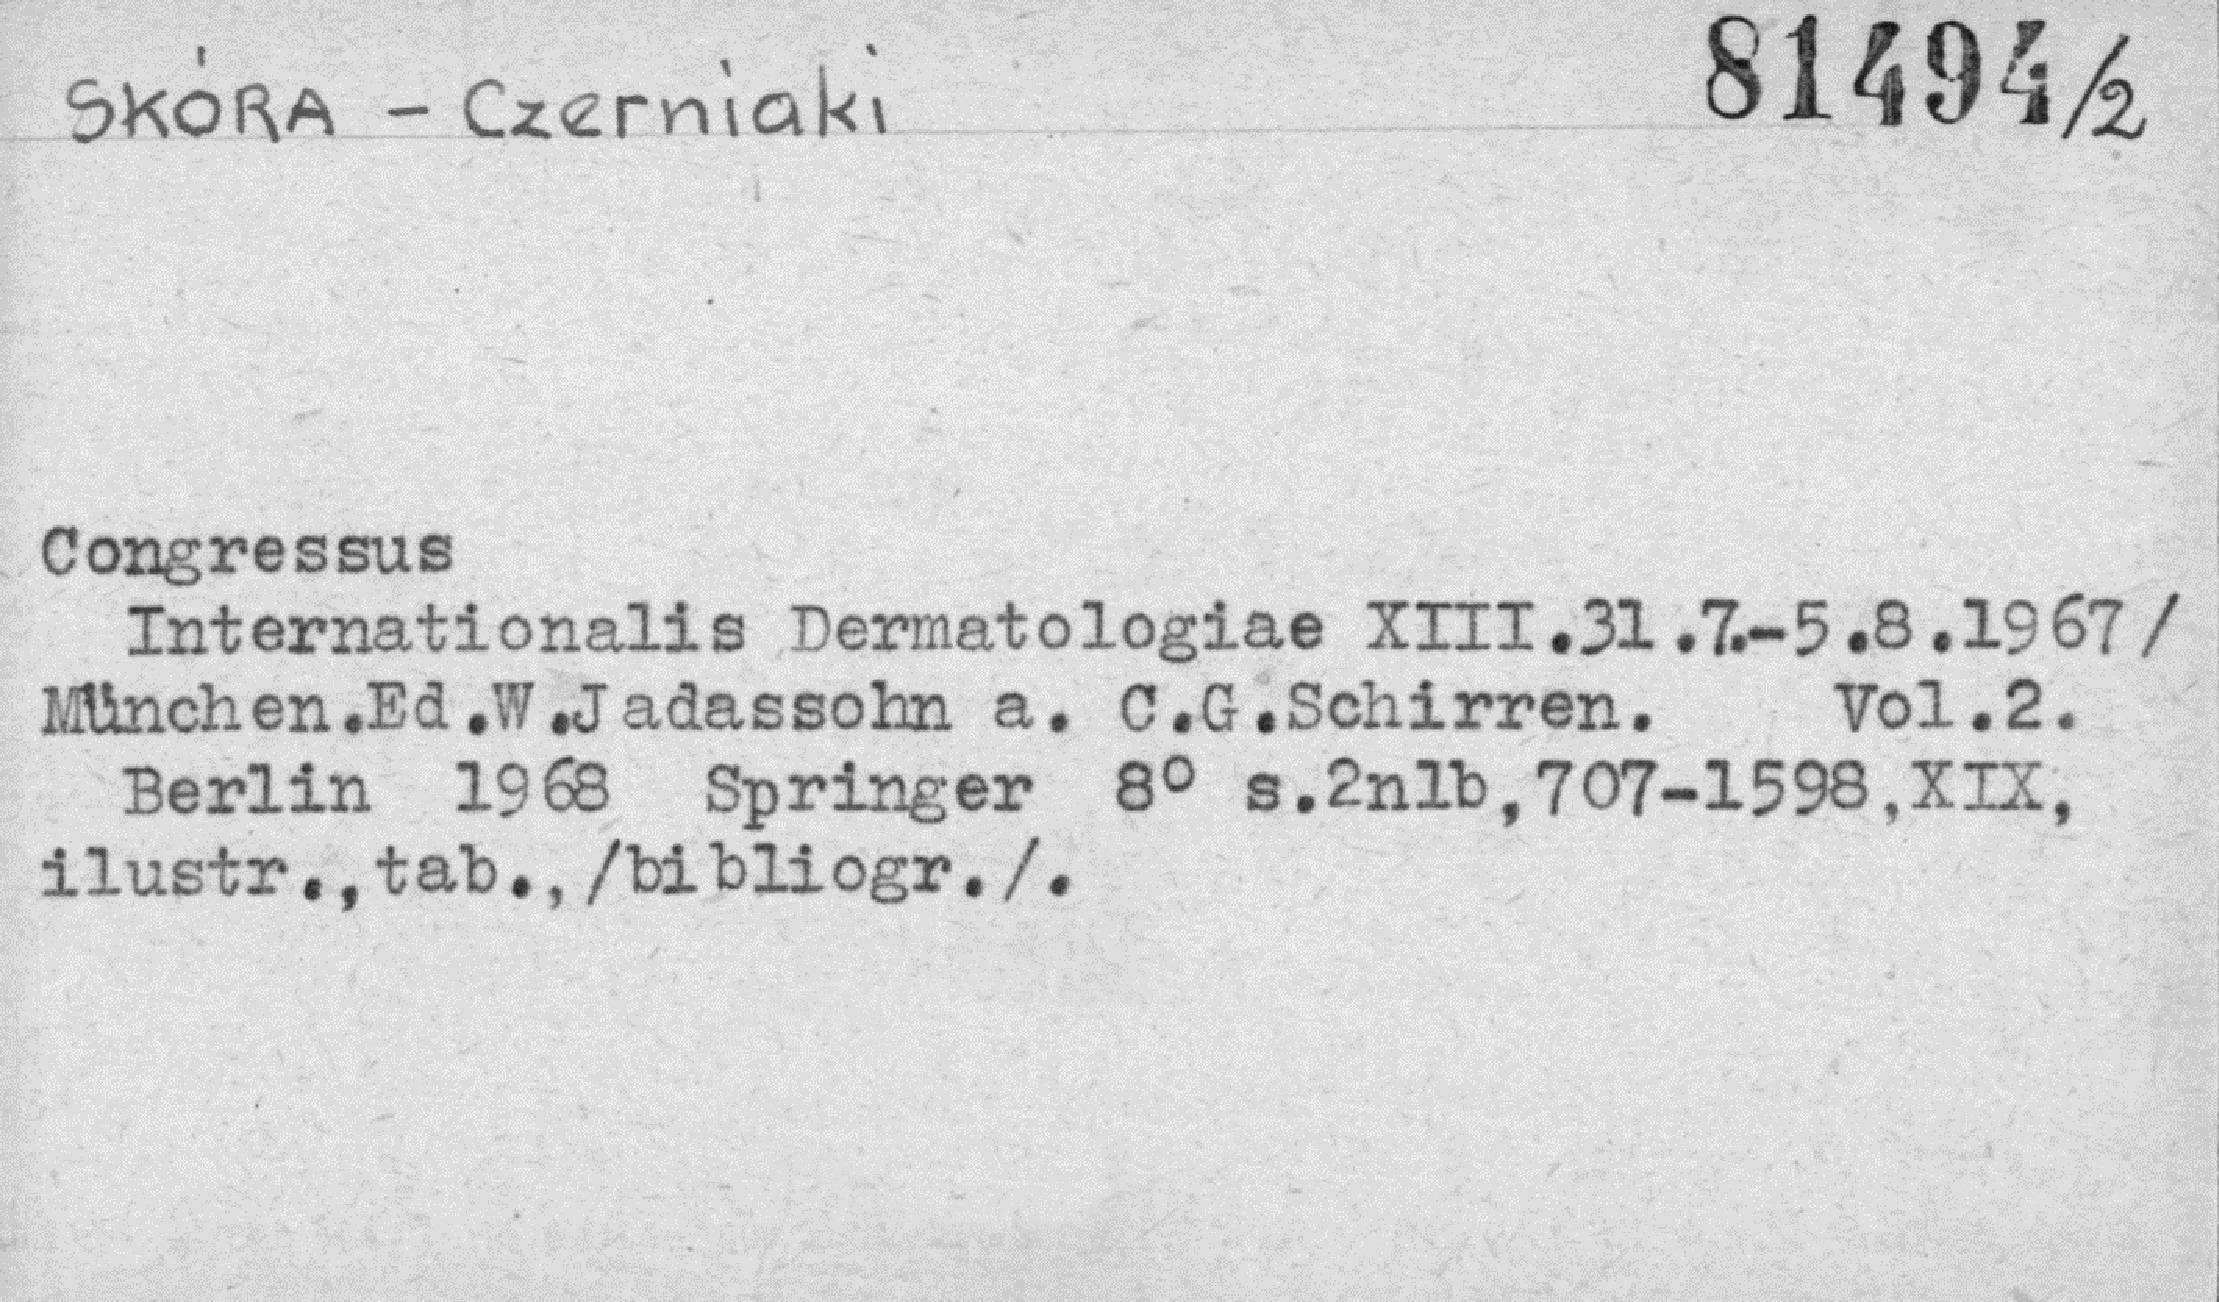 SKÓRA - Czerniaki 81494/2
Congressus
Internationalis Dermatologiae XIII.31.7.-5.8.1967/
München.Ed.W.Jadassohn a. C.G.Schirren. Vol.2.
Berlin 1968 Springer 8° s.2nlb,707-1598,XIX,
ilustr.,tab.,/bibliogr./.